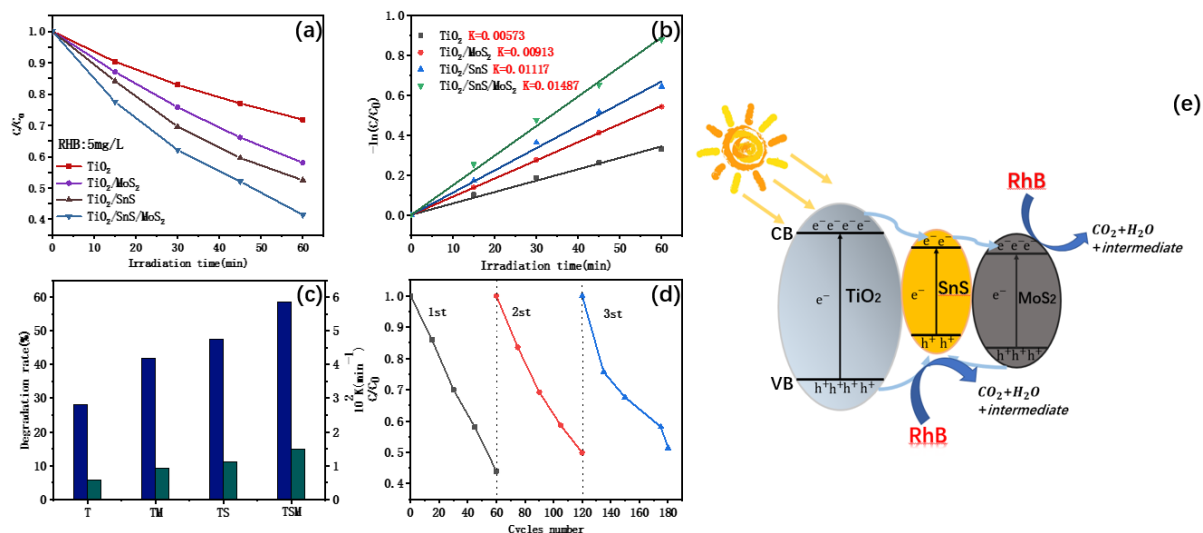 (a)
C/C₀
1.0
0.9
0.8
0.7
0.6
0.5
0.4
RHB:5mg/L
TiO₂
TiO₂/MoS₂
TiO₂/SnS
TiO₂/SnS/MoS₂
0 10 20 30 40 50 60
Irradiation time(min)
(b)
-ln(C/C₀)
1.0
0.8
0.6
0.4
0.2
0.0
TiO₂ K=0.00573
TiO₂/MoS₂ K=0.00913
TiO₂/SnS K=0.01117
TiO₂/SnS/MoS₂ K=0.01487
0 10 20 30 40 50 60
Irradiation time(min)
(c)
Degradation rate(%)
60
50
40
30
20
10
0
T TM TS TSM
6
5
4
3
2
1
0
10² K(min⁻¹
(d)
C/C₀
1.0
0.9
0.8
0.7
0.6
0.5
0.4
1st 2st 3st
0 20 40 60 80 100 120 140 160 180
Cycles number
(e)
RhB
CO₂+H₂O
+intermediate
CB
e⁻ e⁻ e⁻ e⁻
e⁻ e⁻
e⁻ e⁻ e⁻
e⁻ TiO₂
e⁻ SnS
e⁻ MoS₂
VB
h⁺h⁺h⁺ h⁺
h⁺ h⁺
h⁺h⁺h⁺
CO₂+H₂O
+intermediate
RhB